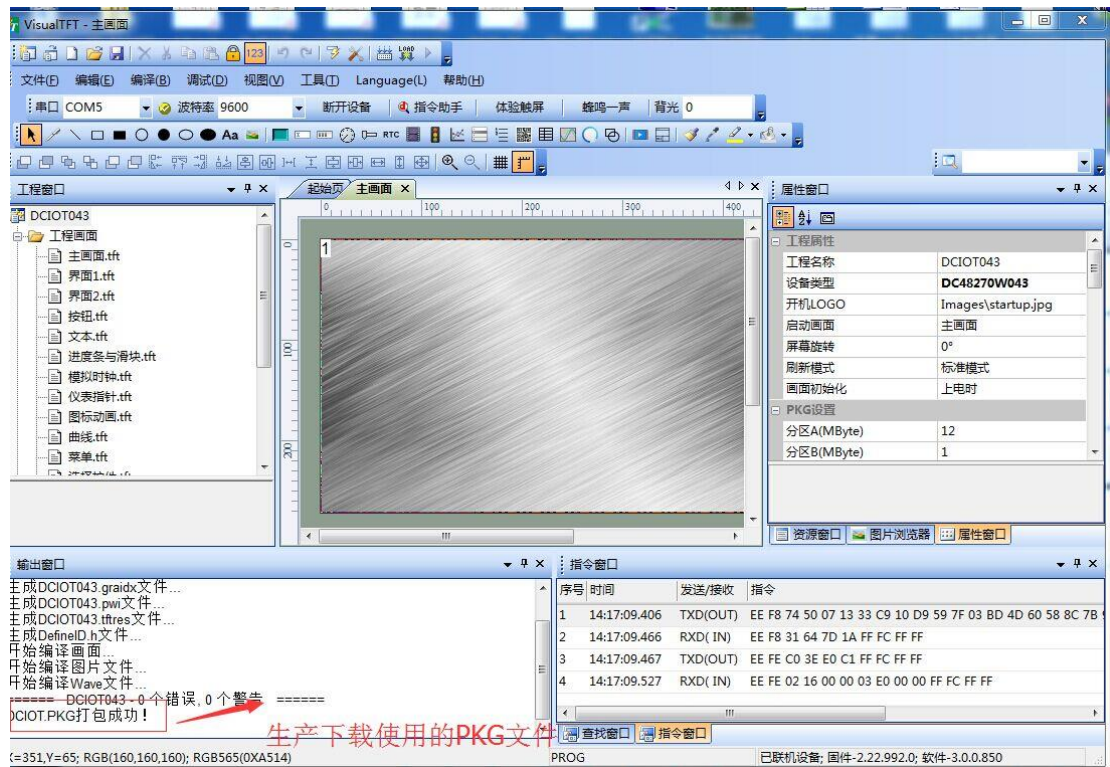 VisualTFT - 主画面
123
LOAD
文件(F) 编辑(E) 编译(B) 调试(D) 视图(V) 工具(T) Language(L) 帮助(H)
串口 COM5 波特率 9600 断开设备 指令助手 体验触屏 蜂鸣一声 背光 0
Aa RTC
工程窗口
DCIOT043
工程画面
主画面.tft
界面1.tft
界面2.tft
按钮.tft
文本.tft
进度条与滑块.tft
模拟时钟.tft
仪表指针.tft
图标动画.tft
曲线.tft
菜单.tft
起始页 主画面
0 100 200 300 400
0
100
200
1
属性窗口
工程属性
工程名称 DCIOT043
设备类型 DC48270W043
开机LOGO Images\startup.jpg
启动画面 主画面
屏幕旋转 0°
刷新模式 标准模式
画面初始化 上电时
PKG设置
分区A(MByte) 12
分区B(MByte) 1
资源窗口 图片浏览器 属性窗口
输出窗口
生成DCIOT043.graidx文件...
生成DCIOT043.pwi文件...
生成DCIOT043.tftres文件...
生成DefineID.h文件...
开始编译画面...
开始编译图片文件...
开始编译Wave文件...
====== DCIOT043 - 0 个错误, 0 个警告 ======
DCIOT.PKG打包成功！
生产下载使用的PKG文件
指令窗口
序号 时间 发送/接收 指令
1 14:17:09.406 TXD(OUT) EE F8 74 50 07 13 33 C9 10 D9 59 7F 03 BD 4D 60 58 8C 7B
2 14:17:09.466 RXD( IN) EE F8 31 64 7D 1A FF FC FF FF
3 14:17:09.467 TXD(OUT) EE FE C0 3E E0 C1 FF FC FF FF
4 14:17:09.527 RXD( IN) EE FE 02 16 00 00 03 E0 00 00 FF FC FF FF
查找窗口 指令窗口
X=351,Y=65; RGB(160,160,160); RGB565(0XA514) PROG 已联机设备; 固件-2.22.992.0; 软件-3.0.0.850